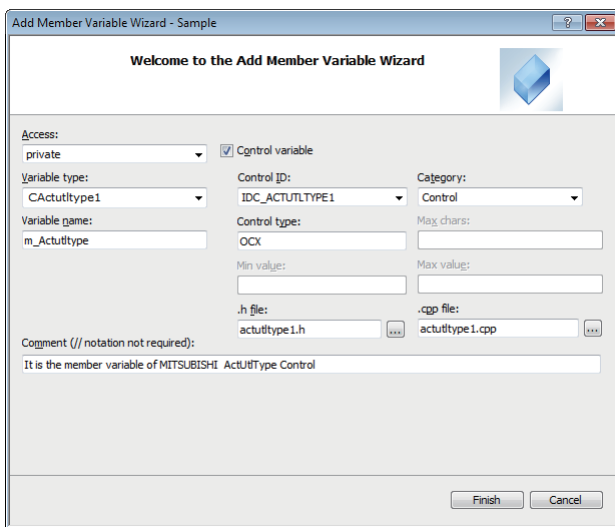 Add Member Variable Wizard - Sample
Welcome to the Add Member Variable Wizard
Access:
private
Control variable
Variable type:
CActutltype1
Control ID:
IDC_ACTUTLTYPE1
Category:
Control
Variable name:
m_Actutltype
Control type:
OCX
Max chars:
Min value:
Max value:
.h file:
actutltype1.h
...
.cpp file:
actutltype1.cpp
...
Comment (// notation not required):
It is the member variable of MITSUBISHI ActUtlType Control
Finish
Cancel